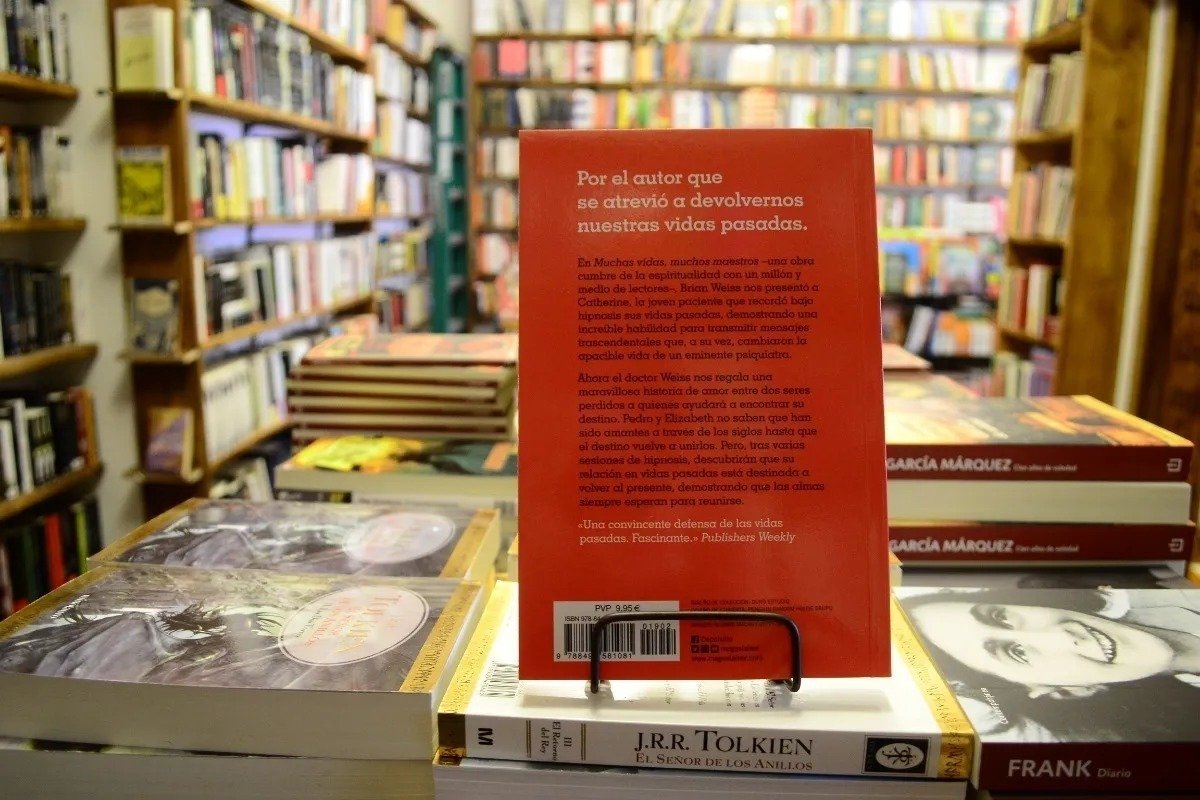 Por el autor que
se atrevió a devolvernos
nuestras vidas pasadas.
En Muchas vidas, muchos maestros –una obra
cumbre de la espiritualidad con un millón y
medio de lectores–, Brian Weiss nos presentó a
Catherine, la joven paciente que recordó bajo
hipnosis sus vidas pasadas, demostrando una
increíble habilidad para transmitir mensajes
trascendentales que, a su vez, cambiaron la
apacible vida de un eminente psiquiatra.
Ahora el doctor Weiss nos regala una
maravillosa historia de amor entre dos seres
perdidos a quienes ayudará a encontrar su
destino. Pedro y Elizabeth no saben que han
sido amantes a través de los siglos hasta que
el destino vuelve a unirlos. Pero, tras varias
sesiones de hipnosis, descubrirán que su
relación en vidas pasadas está destinada a
volver al presente, demostrando que las almas
siempre esperan para reunirse.
«Una convincente defensa de las vidas
pasadas. Fascinante.» Publishers Weekly
PVP 9,95 €
ISBN 978-84
01902
GARCÍA MÁRQUEZ Cien años de soledad
GARCÍA MÁRQUEZ Cien años de soledad
III
El Retorno
del Rey
J.R.R. TOLKIEN
EL SEÑOR DE LOS ANILLOS
FRANK Diario